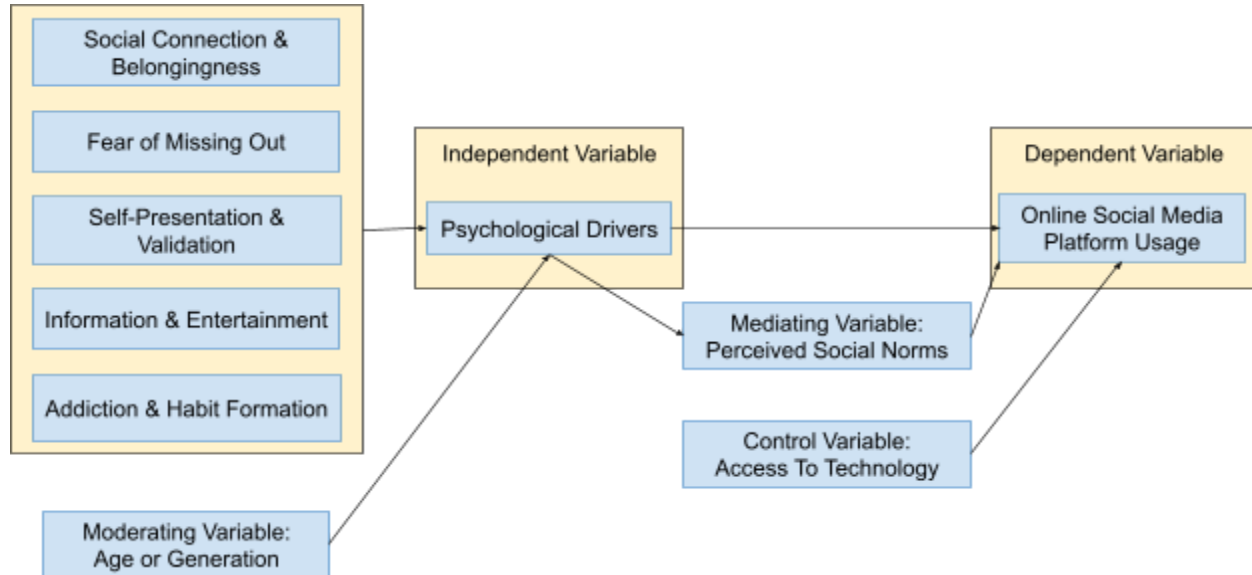 Social Connection &
Belongingness
Fear of Missing Out
Self-Presentation &
Validation
Information & Entertainment
Addiction & Habit Formation
Moderating Variable:
Age or Generation
Independent Variable
Psychological Drivers
Mediating Variable:
Perceived Social Norms
Control Variable:
Access To Technology
Dependent Variable
Online Social Media
Platform Usage